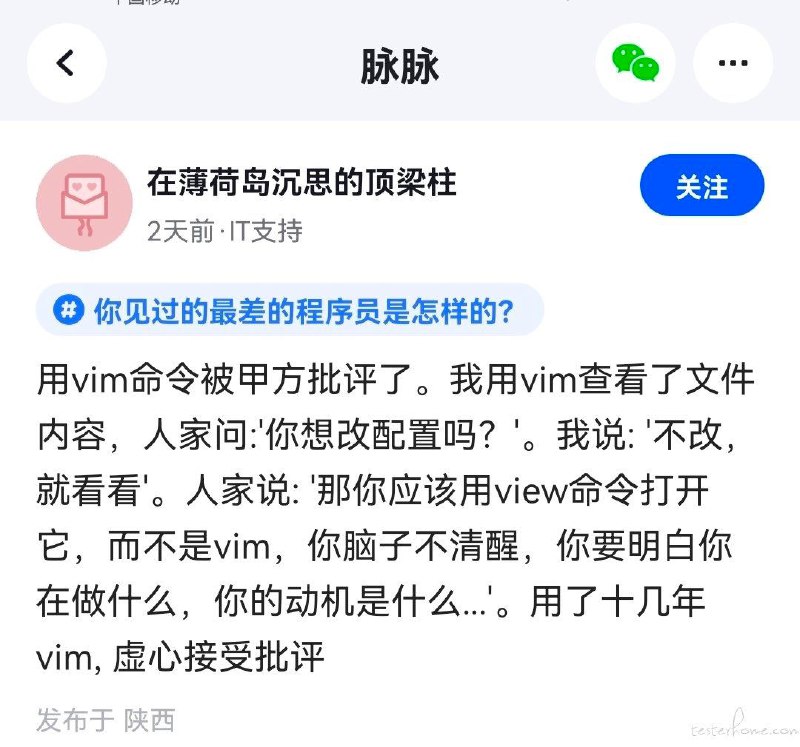 脉脉
在薄荷岛沉思的顶梁柱
关注
2天前·IT支持
# 你见过的最差的程序员是怎样的？
用vim命令被甲方批评了。我用vim查看了文件
内容，人家问:'你想改配置吗？'。我说: '不改，
就看看'。人家说: '那你应该用view命令打开
它，而不是vim，你脑子不清醒，你要明白你
在做什么，你的动机是什么...'。用了十几年
vim, 虚心接受批评
发布于 陕西
testerhome.com